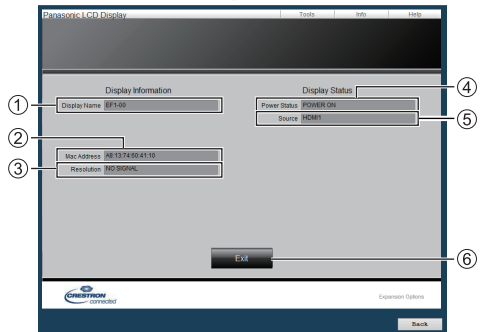 Panasonic LCD Display Tools Info Help
Display Information Display Status ④
① Display Name EF1-00 Power Status POWER ON
Source HDMI1 ⑤
②
Mac Address A8:13:74:60:41:10
③ Resolution NO SIGNAL
Exit ⑥
CRESTRON connected Expansion Options
Back